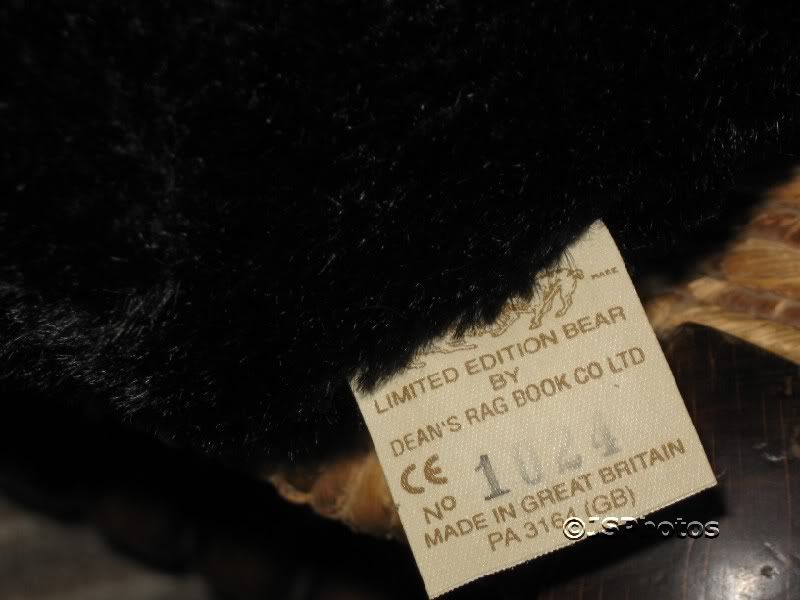 MARK
LIMITED EDITION BEAR
BY
DEAN'S RAG BOOK CO LTD
CE
No 1024
MADE IN GREAT BRITAIN
PA 3164 (GB)
©JSPhotos